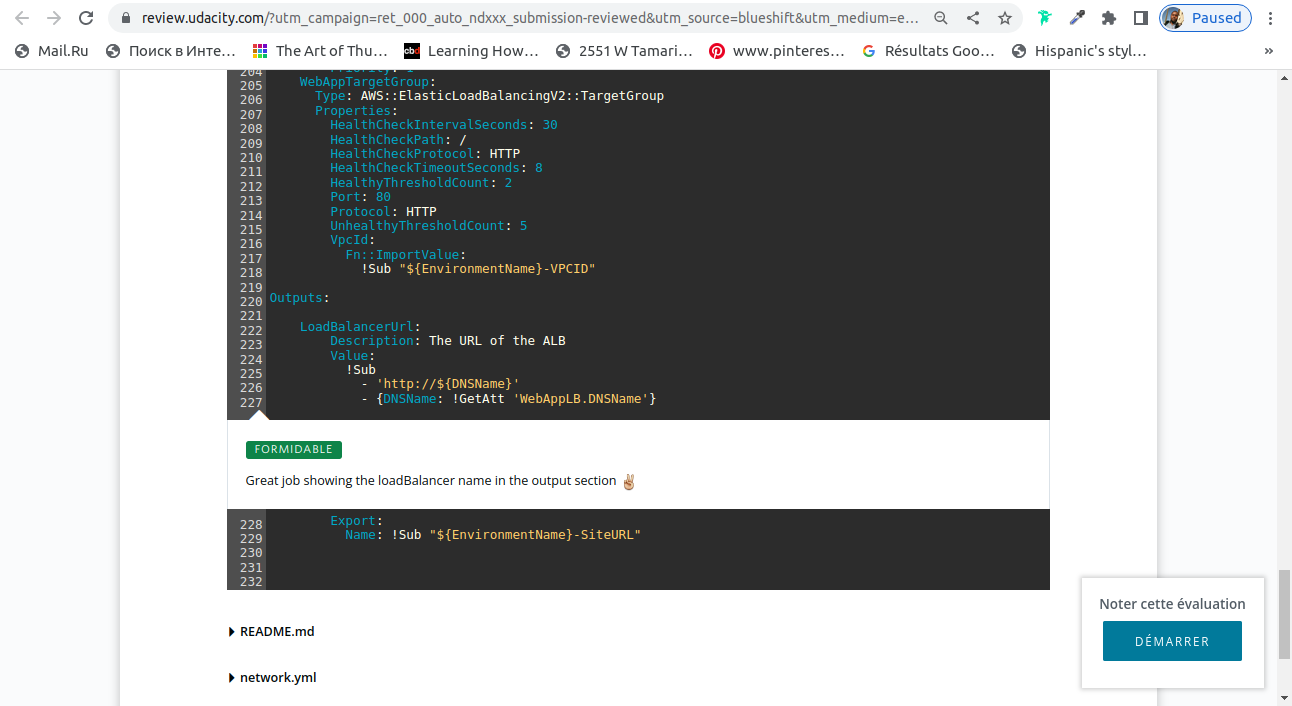 review.udacity.com/?utm_campaign=ret_000_auto_ndxxx_submission-reviewed&utm_source=blueshift&utm_medium=e…
Paused
Mail.Ru
Поиск в Инте…
The Art of Thu…
cbd
Learning How…
2551 W Tamari…
www.pinteres…
Résultats Goo…
Hispanic's styl…
»
204 Priority: 1
205 WebAppTargetGroup:
206 Type: AWS::ElasticLoadBalancingV2::TargetGroup
207 Properties:
208 HealthCheckIntervalSeconds: 30
209 HealthCheckPath: /
210 HealthCheckProtocol: HTTP
211 HealthCheckTimeoutSeconds: 8
212 HealthyThresholdCount: 2
213 Port: 80
214 Protocol: HTTP
215 UnhealthyThresholdCount: 5
216 VpcId:
217 Fn::ImportValue:
218 !Sub "${EnvironmentName}-VPCID"
219
220 Outputs:
221
222 LoadBalancerUrl:
223 Description: The URL of the ALB
224 Value:
225 !Sub
226 - 'http://${DNSName}'
227 - {DNSName: !GetAtt 'WebAppLB.DNSName'}
FORMIDABLE
Great job showing the loadBalancer name in the output section ✌🏼
228 Export:
229 Name: !Sub "${EnvironmentName}-SiteURL"
230
231
232
README.md
network.yml
Noter cette évaluation
DÉMARRER